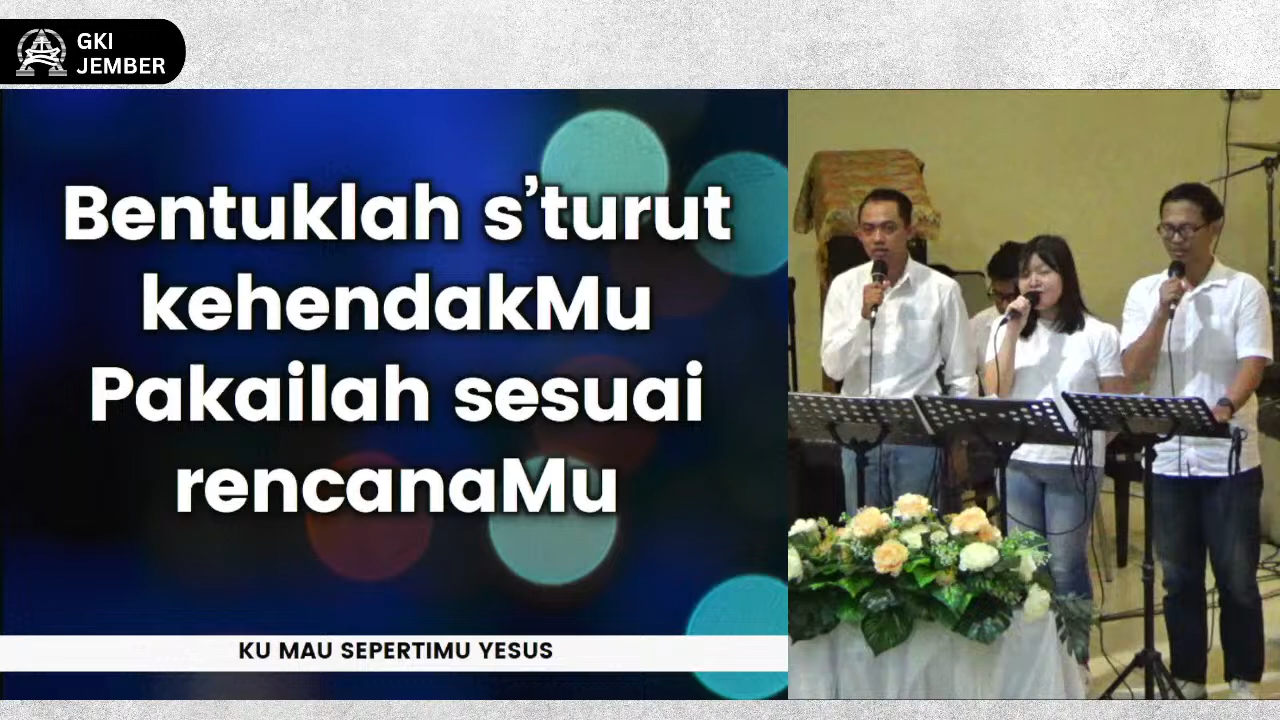 GKI
JEMBER
Bentuklah s’turut
kehendakMu
Pakailah sesuai
rencanaMu
KU MAU SEPERTIMU YESUS